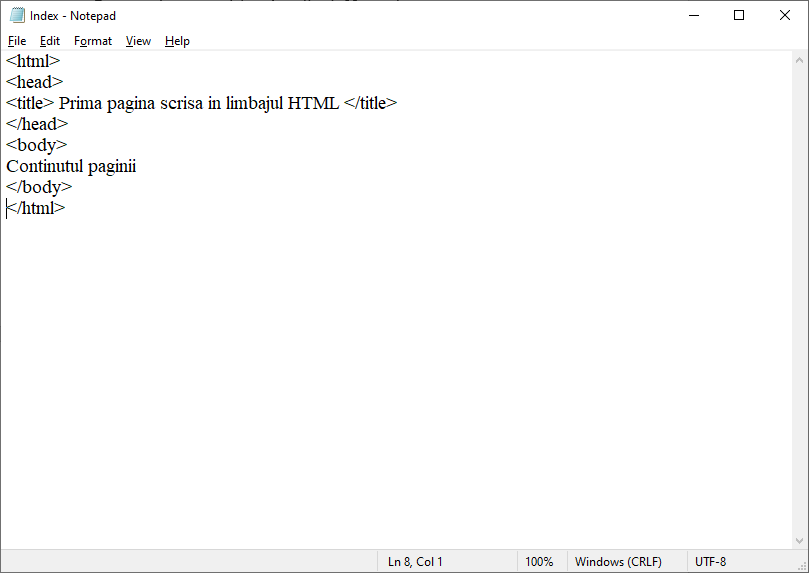 Index - Notepad
File Edit Format View Help
<html>
<head>
<title> Prima pagina scrisa in limbajul HTML </title>
</head>
<body>
Continutul paginii
</body>
</html>
Ln 8, Col 1 100% Windows (CRLF) UTF-8